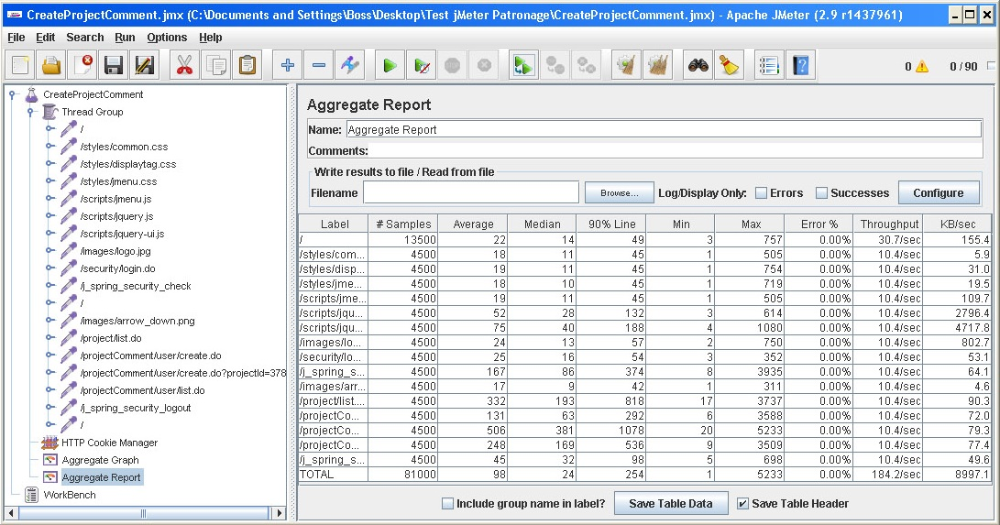 CreateProjectComment.jmx (C:\Documents and Settings\Boss\Desktop\Test jMeter Patronage\CreateProjectComment.jmx) - Apache JMeter (2.9 r1437961)
File Edit Search Run Options Help
0 0 / 90
CreateProjectComment
Thread Group
/
/styles/common.css
/styles/displaytag.css
/styles/jmenu.css
/scripts/jmenu.js
/scripts/jquery.js
/scripts/jquery-ui.js
/images/logo.jpg
/security/login.do
/j_spring_security_check
/
/images/arrow_down.png
/project/list.do
/projectComment/user/create.do
/projectComment/user/create.do?projectId=378
/projectComment/user/list.do
/j_spring_security_logout
/
HTTP Cookie Manager
Aggregate Graph
Aggregate Report
WorkBench
Aggregate Report
Name: Aggregate Report
Comments:
Write results to file / Read from file
Filename Browse... Log/Display Only: Errors Successes Configure
Label # Samples Average Median 90% Line Min Max Error % Throughput KB/sec
/ 13500 22 14 49 3 757 0.00% 30.7/sec 155.4
/styles/com... 4500 18 11 45 1 505 0.00% 10.4/sec 5.9
/styles/disp... 4500 19 11 45 1 754 0.00% 10.4/sec 31.0
/styles/jme... 4500 18 10 45 1 719 0.00% 10.4/sec 19.5
/scripts/jme... 4500 19 11 45 1 505 0.00% 10.4/sec 109.7
/scripts/jqu... 4500 52 28 132 3 614 0.00% 10.4/sec 2796.4
/scripts/jqu... 4500 75 40 188 4 1080 0.00% 10.4/sec 4717.8
/images/lo... 4500 24 13 57 2 750 0.00% 10.4/sec 802.7
/security/lo... 4500 25 16 54 3 352 0.00% 10.4/sec 53.1
/j_spring_s... 4500 167 86 374 8 3935 0.00% 10.4/sec 64.1
/images/arr... 4500 17 9 42 1 311 0.00% 10.4/sec 4.6
/project/list.... 4500 332 193 818 17 3737 0.00% 10.4/sec 90.3
/projectCo... 4500 131 63 292 6 3588 0.00% 10.4/sec 72.0
/projectCo... 4500 506 381 1078 20 5233 0.00% 10.4/sec 79.3
/projectCo... 4500 248 169 536 9 3509 0.00% 10.4/sec 77.4
/j_spring_s... 4500 45 32 98 5 698 0.00% 10.4/sec 49.6
TOTAL 81000 98 24 254 1 5233 0.00% 184.2/sec 8997.1
Include group name in label? Save Table Data Save Table Header